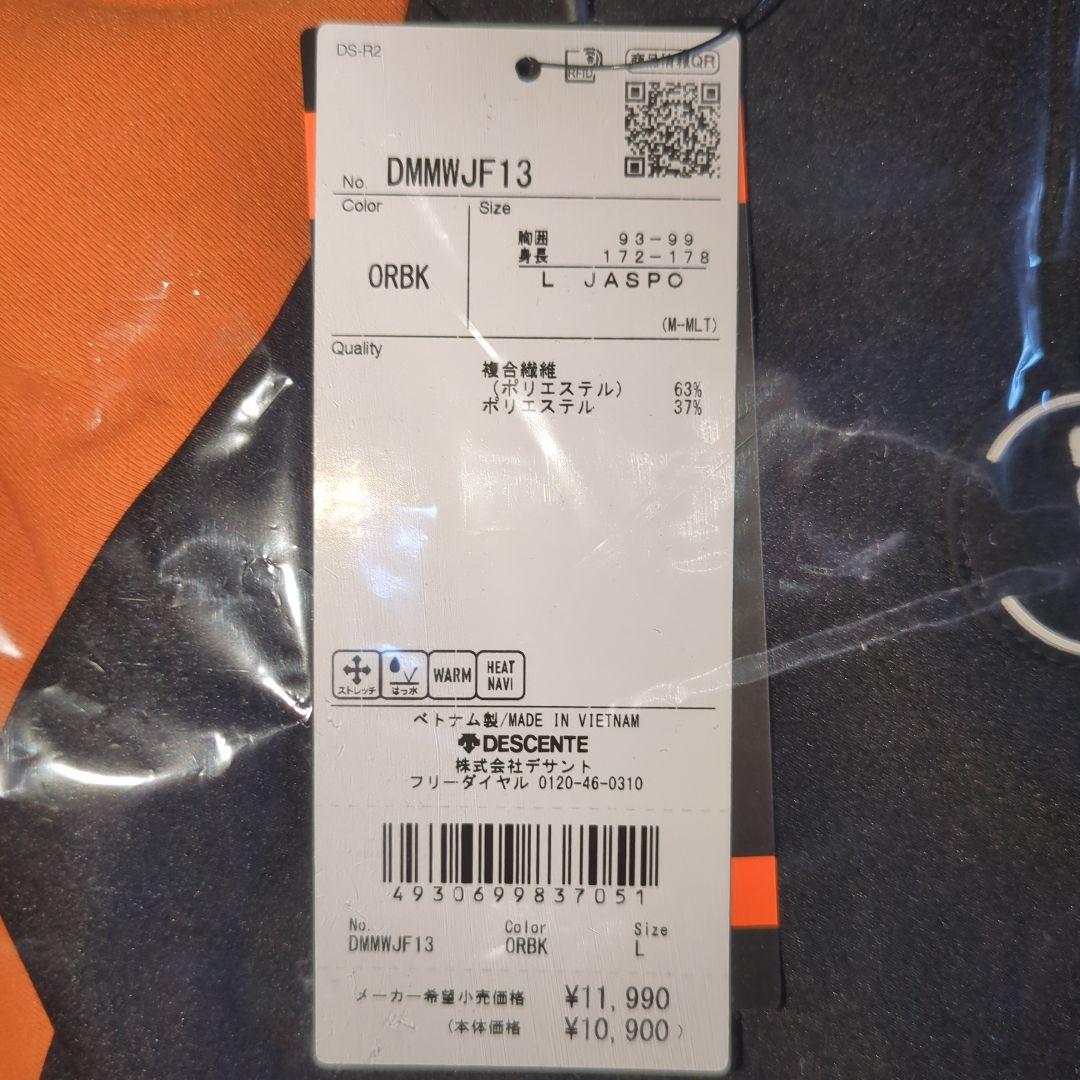 DS-R2
RFID
商品情報QR
No. DMMWJF13
Color
Size
ORBK
胸囲 93-99
身長 172-178
L JASPO
(M-MLT)
Quality
複合繊維
(ポリエステル) 63%
ポリエステル 37%
ストレッチ
はっ水
WARM
HEAT NAVI
ベトナム製/MADE IN VIETNAM
DESCENTE
株式会社デサント
フリーダイヤル 0120-46-0310
4930699837051
No. Color Size
DMMWJF13 ORBK L
メーカー希望小売価格 ¥11,990
(本体価格 ¥10,900)